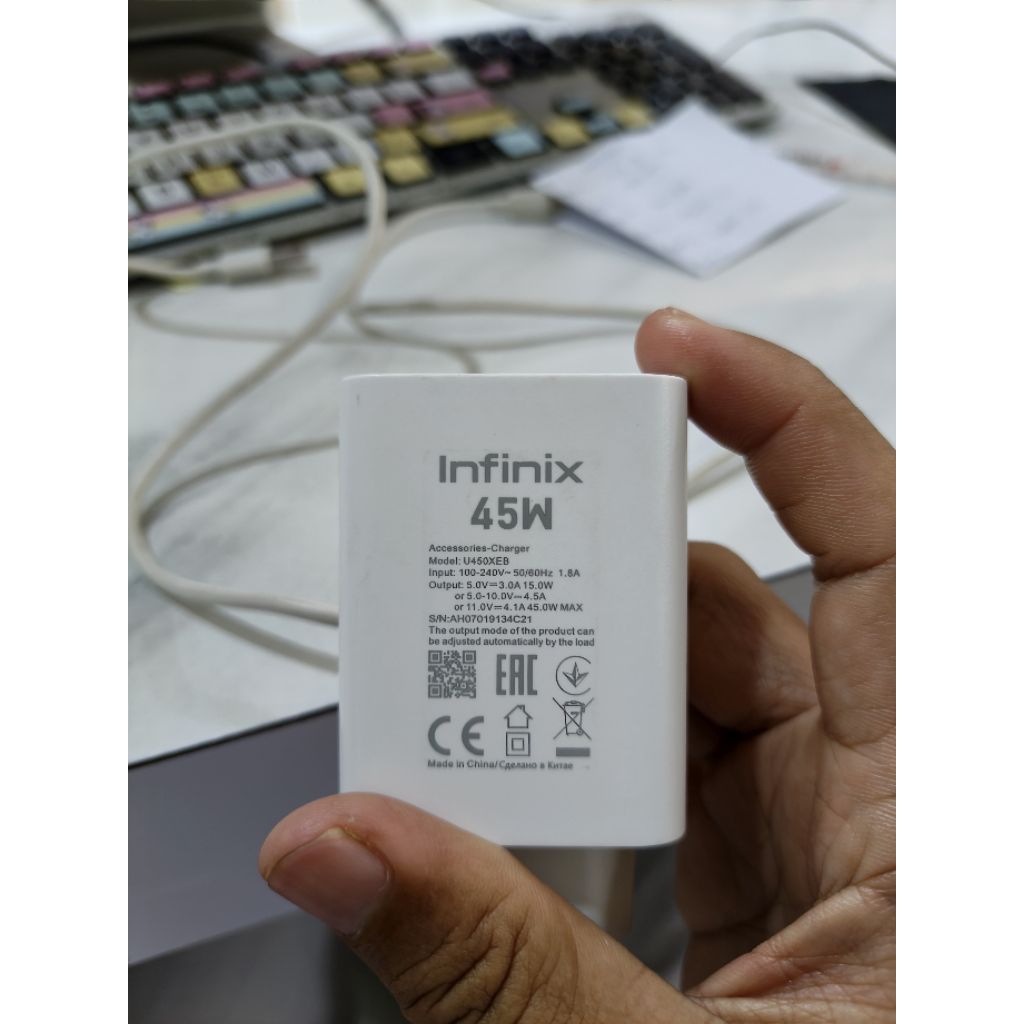 Infinix
45W
Accessories-Charger
Model: U450XEB
Input: 100-240V~ 50/60Hz 1.8A
Output: 5.0V⎓3.0A 15.0W
or 5.0-10.0V⎓4.5A
or 11.0V⎓4.1A 45.0W MAX
S/N:AH07019134C21
The output mode of the product can
be adjusted automatically by the load
EAC
CE
Made in China/Сделано в Китае